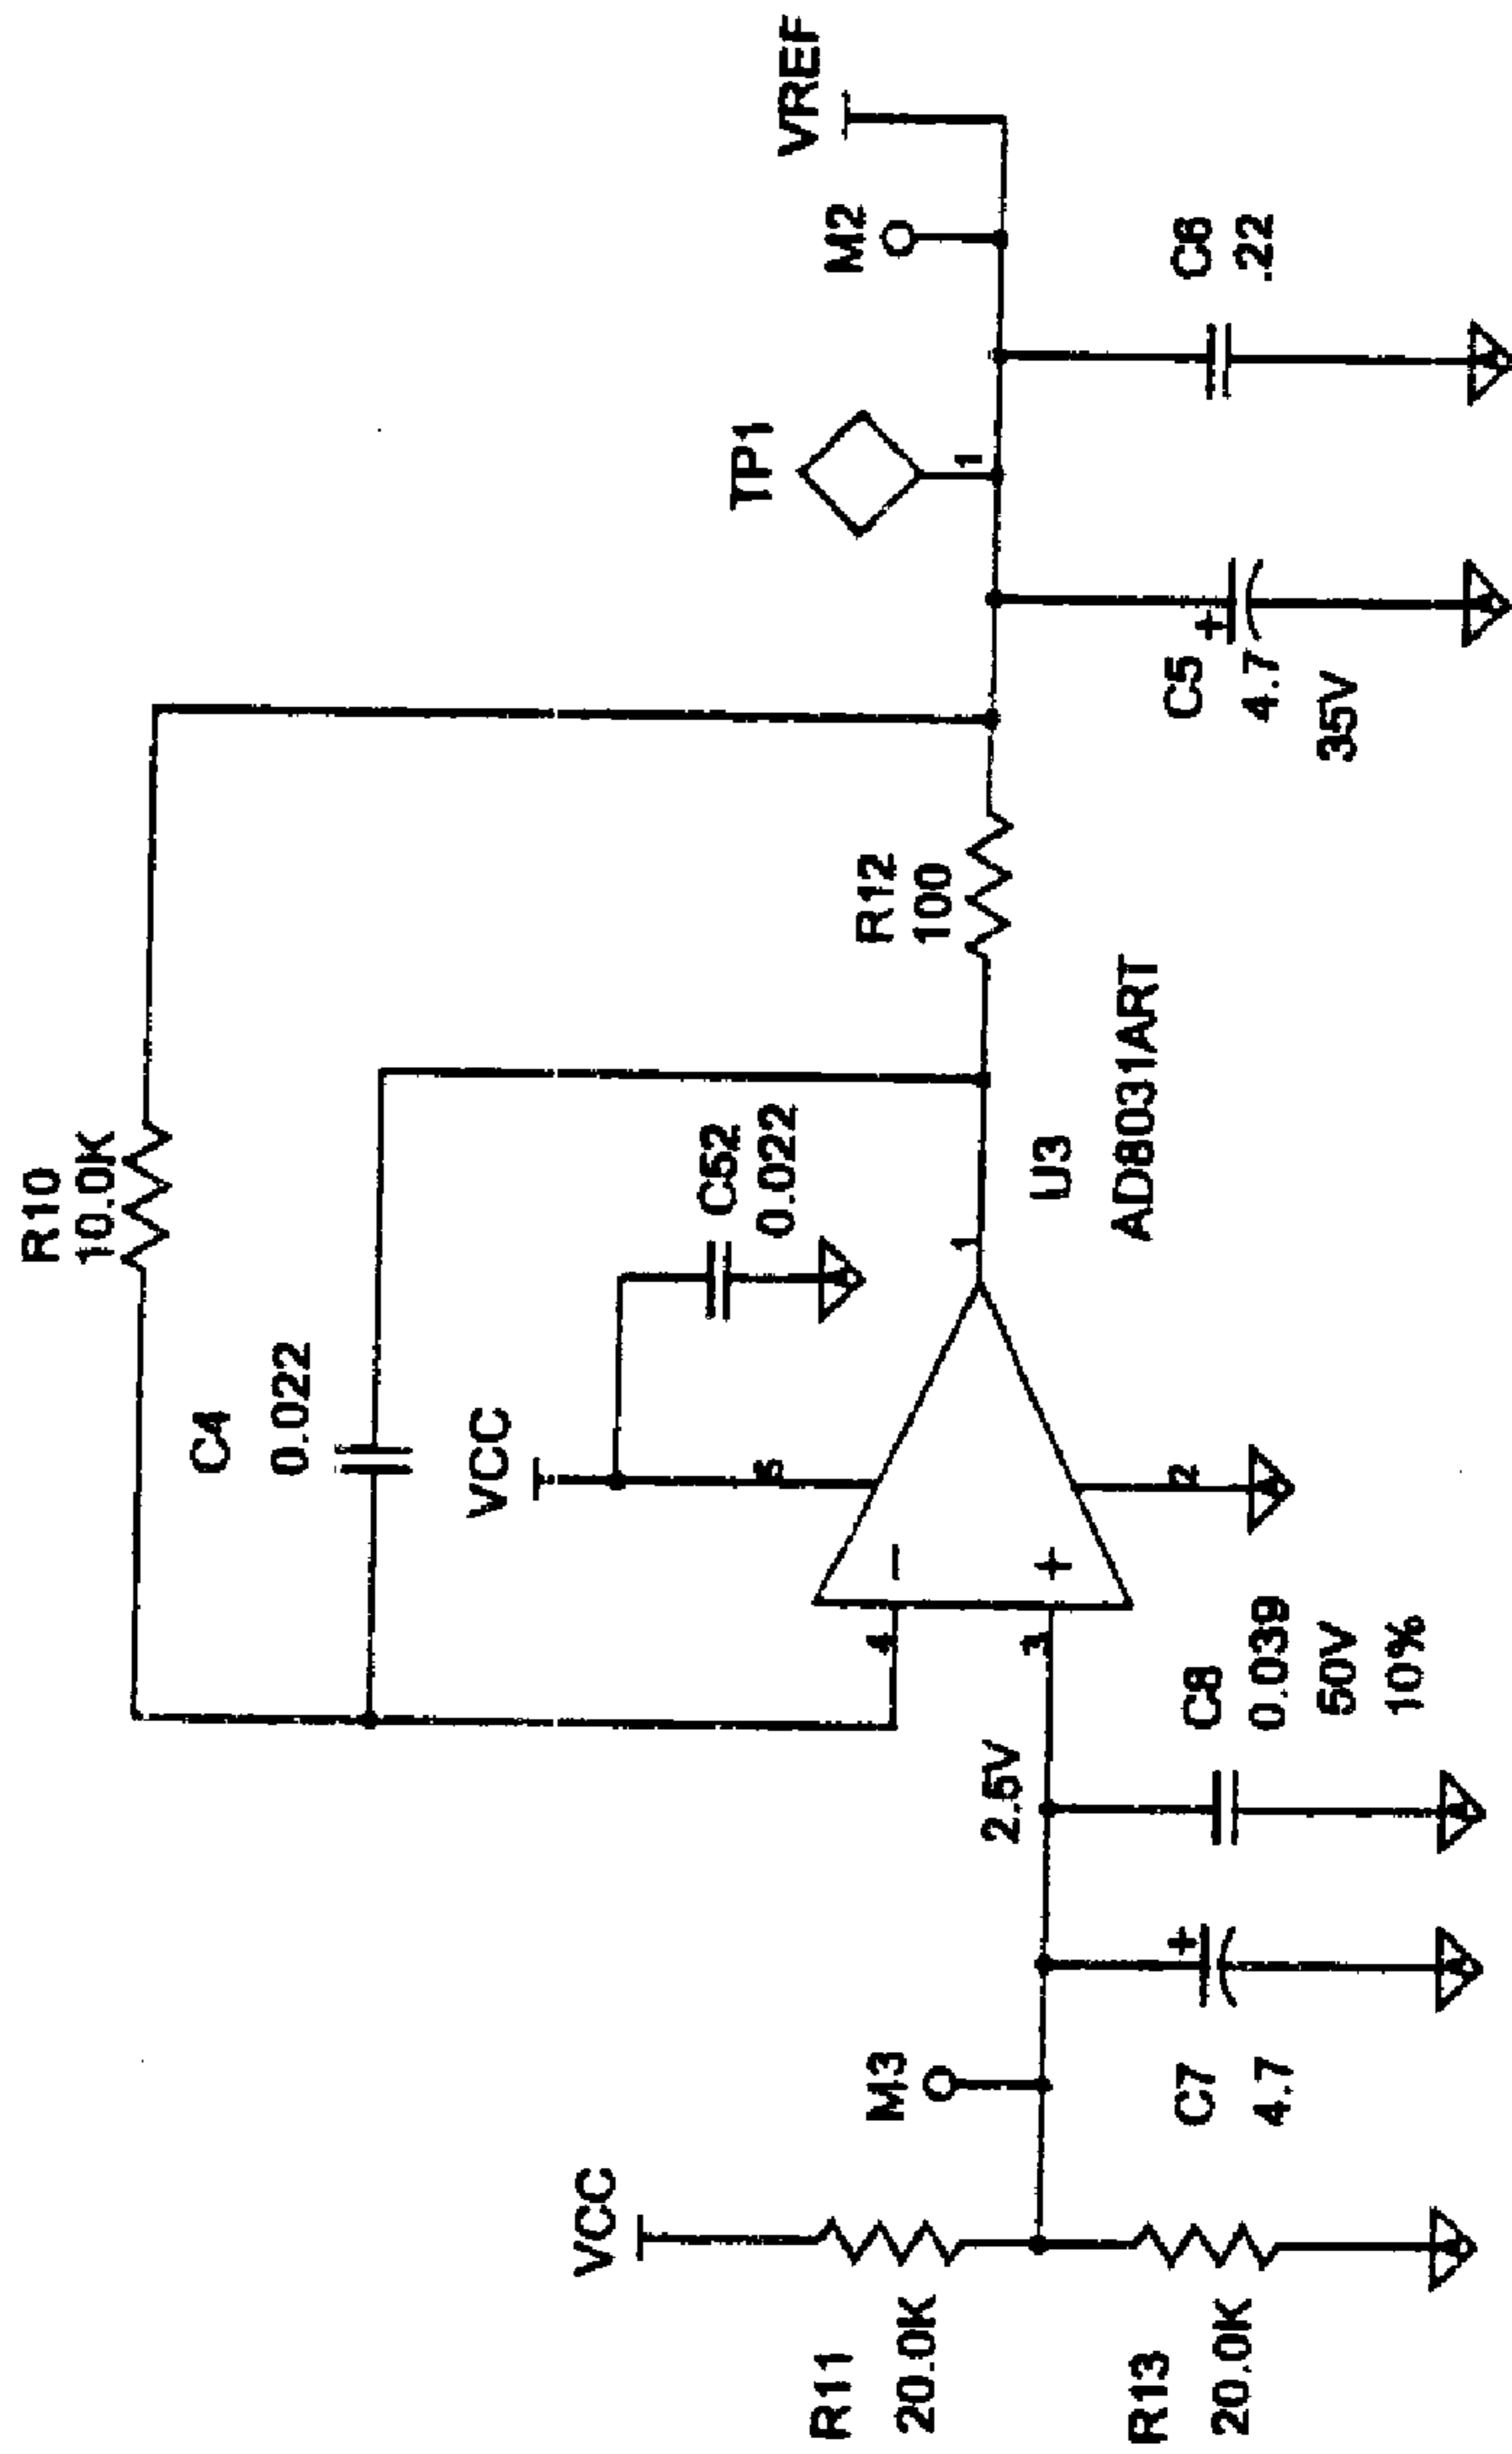 R10
10.0K
C4
0.022
VCC
C52
0.022
R12
100
TP1
1
M2
VREF
VCC
R11
20.0K
R13
20.0K
M3
C7
4.7
+
2.5V
C8
0.039
50V
10%
4
3
5
2
1
−
+
U3
AD8031ART
C5
4.7
35V
+
C6
.22